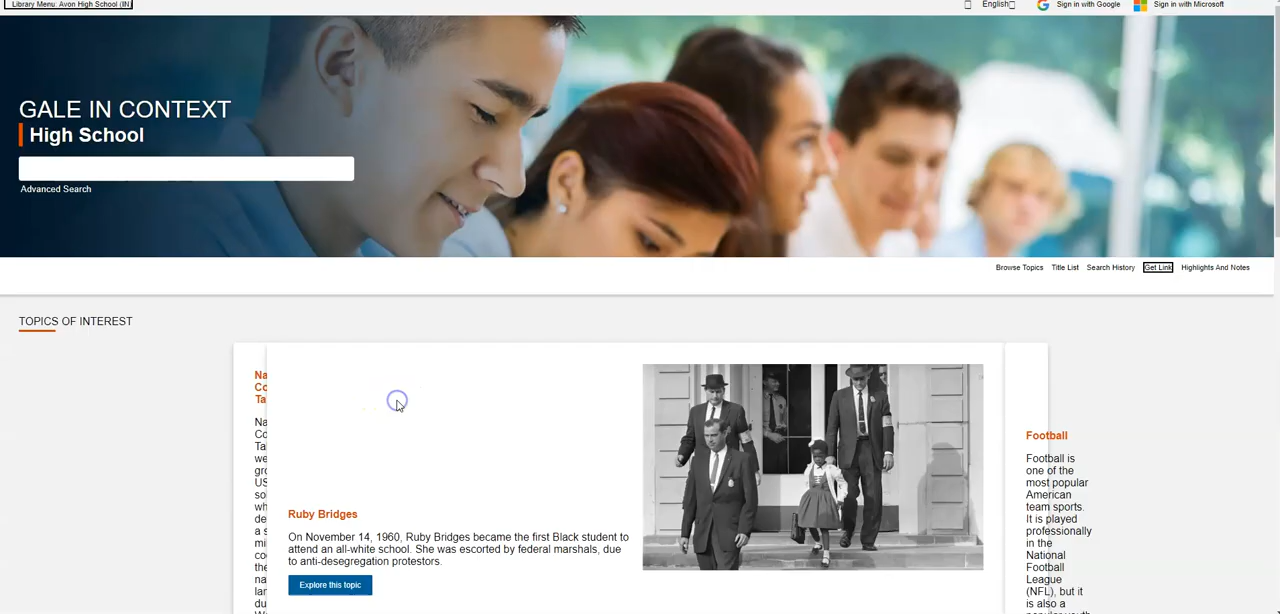 Library Menu: Avon High School (IN)
English
Sign in with Google
Sign in with Microsoft
GALE IN CONTEXT
High School
Advanced Search
Browse Topics
Title List
Search History
Get Link
Highlights And Notes
TOPICS OF INTEREST
Na
Co
Ta
Na
Co
Ta
we
gro
US
sol
wh
de
a s
mi
co
the
na
lan
du
Ruby Bridges
On November 14, 1960, Ruby Bridges became the first Black student to
attend an all-white school. She was escorted by federal marshals, due
to anti-desegregation protestors.
Explore this topic
Football
Football is
one of the
most popular
American
team sports.
It is played
professionally
in the
National
Football
League
(NFL), but it
is also a